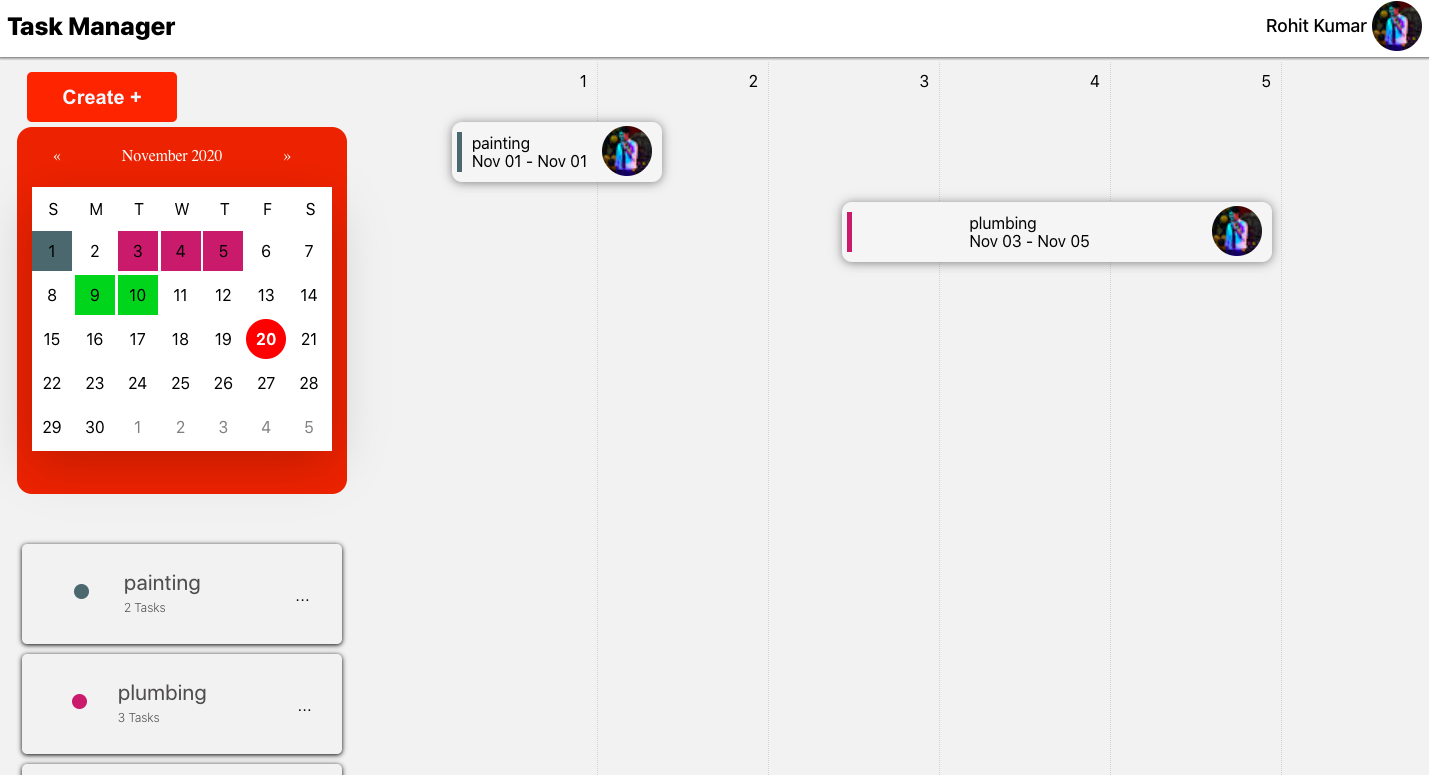 Task Manager
Rohit Kumar
Create +
« November 2020 »
S M T W T F S
1 2 3 4 5 6 7
8 9 10 11 12 13 14
15 16 17 18 19 20 21
22 23 24 25 26 27 28
29 30 1 2 3 4 5
painting
2 Tasks
...
plumbing
3 Tasks
...
1 2 3 4 5
painting
Nov 01 - Nov 01
plumbing
Nov 03 - Nov 05